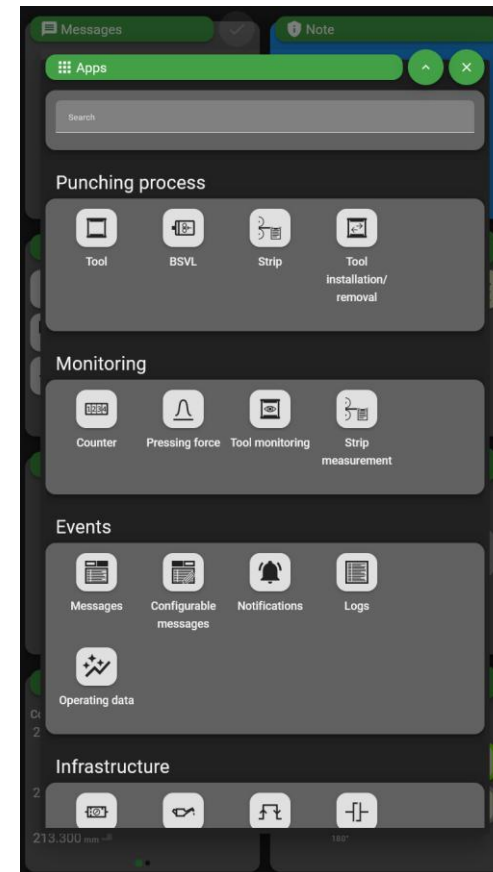 Messages
Note
Apps
Search
Punching process
Tool
BSVL
Strip
Tool
installation/
removal
Monitoring
Counter
Pressing force
Tool monitoring
Strip
measurement
Events
Messages
Configurable
messages
Notifications
Logs
Operating data
Infrastructure
213.300 mm
180°